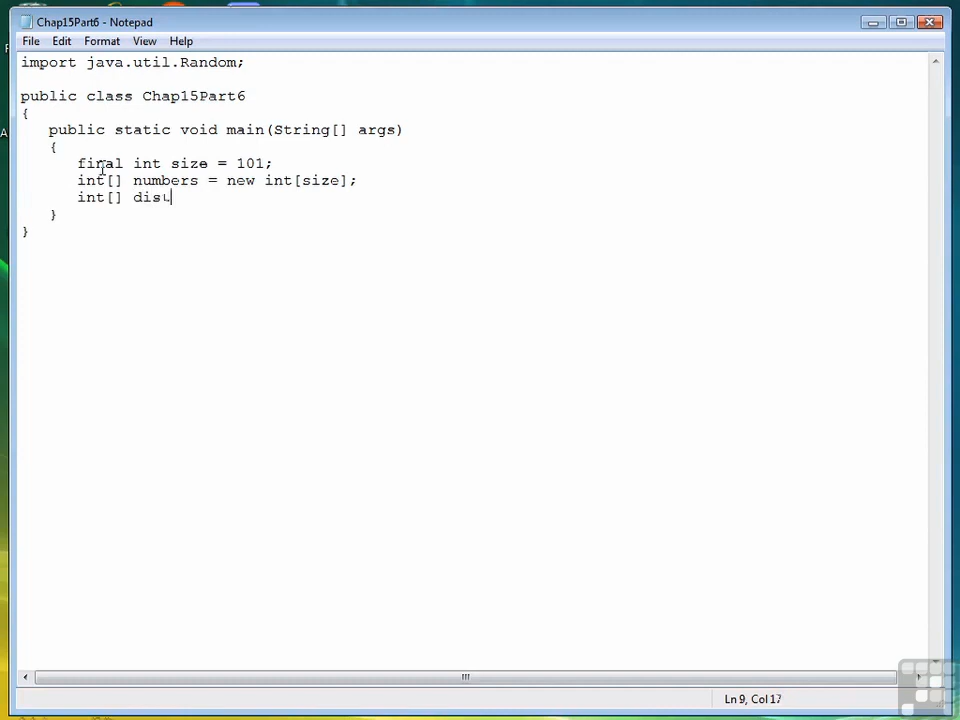 Chap15Part6 - Notepad
File Edit Format View Help
import java.util.Random;
public class Chap15Part6
{
public static void main(String[] args)
{
final int size = 101;
int[] numbers = new int[size];
int[] dist
}
}
Ln 9, Col 17